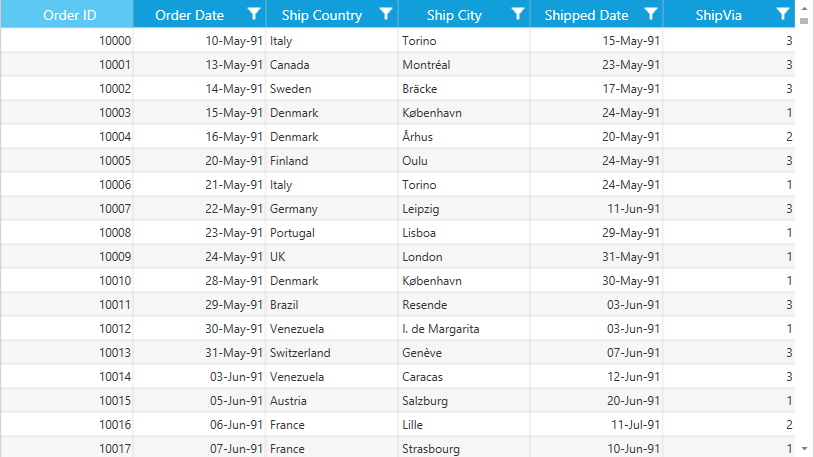 Order ID Order Date Ship Country Ship City Shipped Date ShipVia
10000 10-May-91 Italy Torino 15-May-91 3
10001 13-May-91 Canada Montréal 23-May-91 3
10002 14-May-91 Sweden Bräcke 17-May-91 3
10003 15-May-91 Denmark København 24-May-91 1
10004 16-May-91 Denmark Århus 20-May-91 2
10005 20-May-91 Finland Oulu 24-May-91 3
10006 21-May-91 Italy Torino 24-May-91 1
10007 22-May-91 Germany Leipzig 11-Jun-91 3
10008 23-May-91 Portugal Lisboa 29-May-91 1
10009 24-May-91 UK London 31-May-91 1
10010 28-May-91 Denmark København 30-May-91 1
10011 29-May-91 Brazil Resende 03-Jun-91 3
10012 30-May-91 Venezuela I. de Margarita 03-Jun-91 1
10013 31-May-91 Switzerland Genève 07-Jun-91 3
10014 03-Jun-91 Venezuela Caracas 12-Jun-91 3
10015 05-Jun-91 Austria Salzburg 20-Jun-91 1
10016 06-Jun-91 France Lille 11-Jul-91 2
10017 07-Jun-91 France Strasbourg 10-Jun-91 1